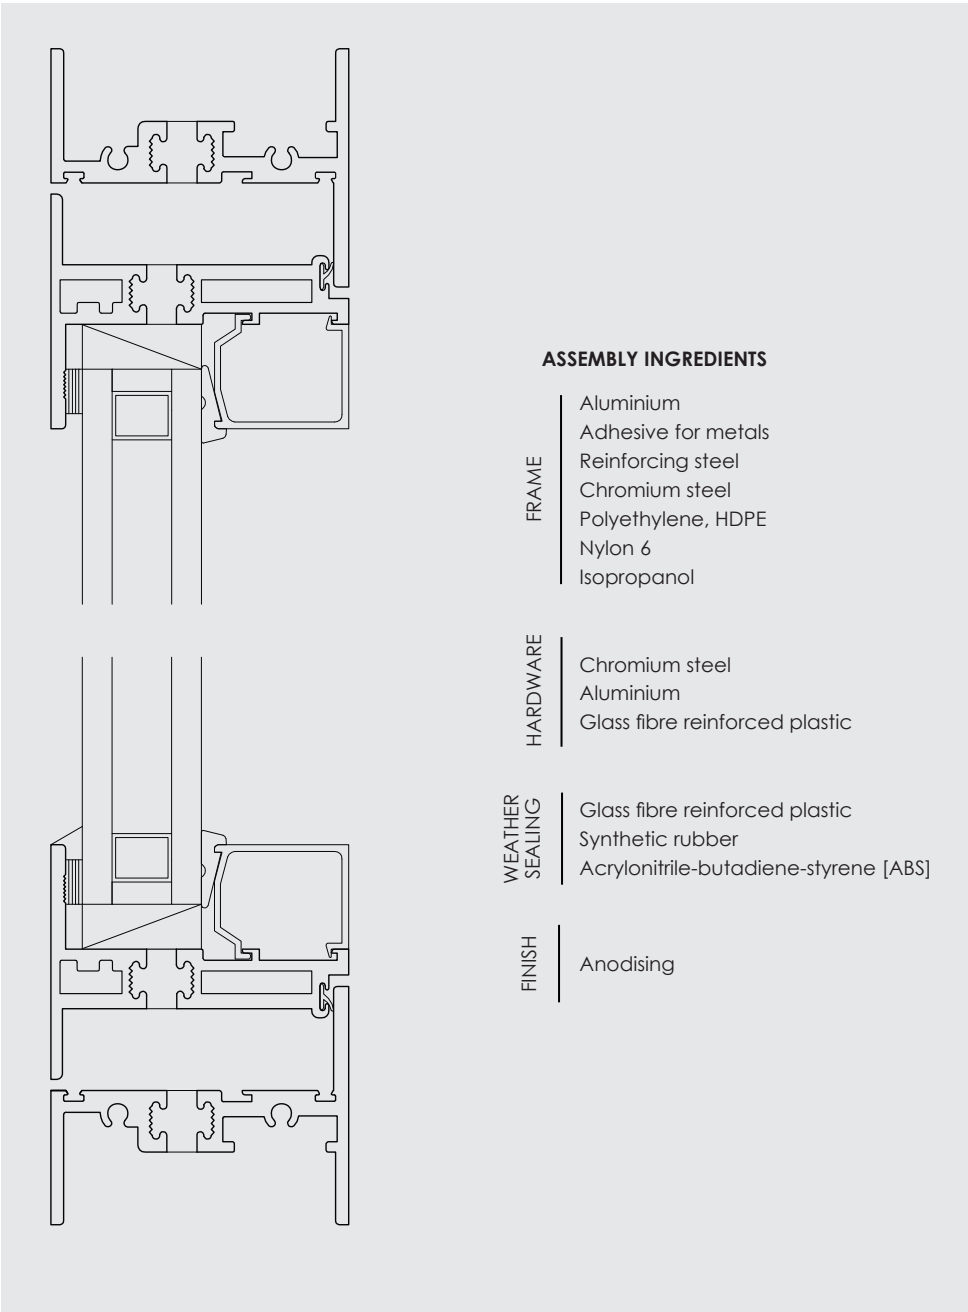 ASSEMBLY INGREDIENTS
FRAME
Aluminium
Adhesive for metals
Reinforcing steel
Chromium steel
Polyethylene, HDPE
Nylon 6
Isopropanol
HARDWARE
Chromium steel
Aluminium
Glass fibre reinforced plastic
WEATHER
SEALING
Glass fibre reinforced plastic
Synthetic rubber
Acrylonitrile-butadiene-styrene [ABS]
FINISH
Anodising